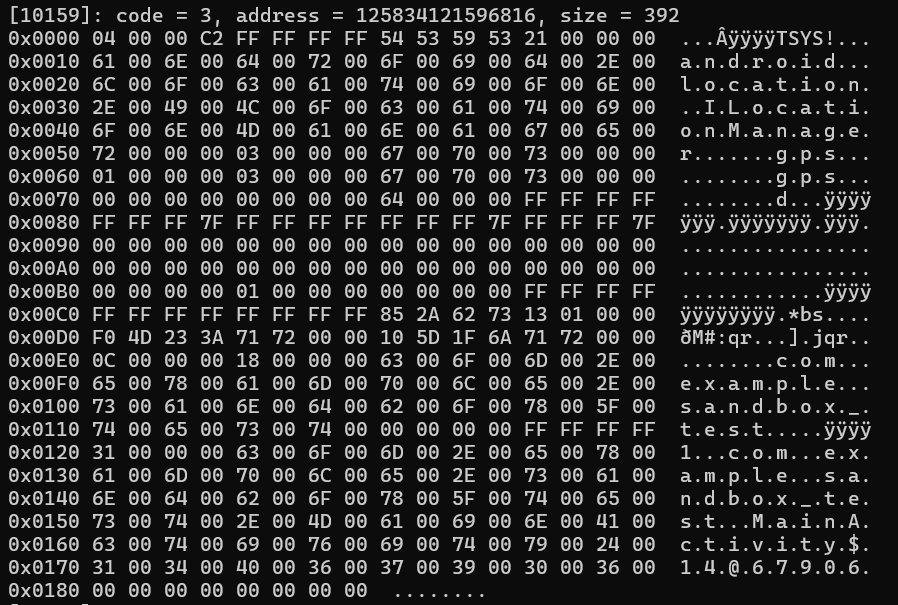 [10159]: code = 3, address = 125834121596816, size = 392
0x0000 04 00 00 C2 FF FF FF FF 54 53 59 53 21 00 00 00  ...ÂÿÿÿÿTSYS!...
0x0010 61 00 6E 00 64 00 72 00 6F 00 69 00 64 00 2E 00  a.n.d.r.o.i.d...
0x0020 6C 00 6F 00 63 00 61 00 74 00 69 00 6F 00 6E 00  l.o.c.a.t.i.o.n.
0x0030 2E 00 49 00 4C 00 6F 00 63 00 61 00 74 00 69 00  ..I.L.o.c.a.t.i.
0x0040 6F 00 6E 00 4D 00 61 00 6E 00 61 00 67 00 65 00  o.n.M.a.n.a.g.e.
0x0050 72 00 00 00 03 00 00 00 67 00 70 00 73 00 00 00  r.......g.p.s...
0x0060 01 00 00 00 03 00 00 00 67 00 70 00 73 00 00 00  ........g.p.s...
0x0070 00 00 00 00 00 00 00 00 64 00 00 00 FF FF FF FF  ........d...ÿÿÿÿ
0x0080 FF FF FF 7F FF FF FF FF FF FF FF 7F FF FF FF 7F  ÿÿÿ.ÿÿÿÿÿÿÿ.ÿÿÿ.
0x0090 00 00 00 00 00 00 00 00 00 00 00 00 00 00 00 00  ................
0x00A0 00 00 00 00 00 00 00 00 00 00 00 00 00 00 00 00  ................
0x00B0 00 00 00 00 01 00 00 00 00 00 00 00 FF FF FF FF  ............ÿÿÿÿ
0x00C0 FF FF FF FF FF FF FF FF 85 2A 62 73 13 01 00 00  ÿÿÿÿÿÿÿÿ.*bs....
0x00D0 F0 4D 23 3A 71 72 00 00 10 5D 1F 6A 71 72 00 00  ðM#:qr...].jqr..
0x00E0 0C 00 00 00 18 00 00 00 63 00 6F 00 6D 00 2E 00  ........c.o.m...
0x00F0 65 00 78 00 61 00 6D 00 70 00 6C 00 65 00 2E 00  e.x.a.m.p.l.e...
0x0100 73 00 61 00 6E 00 64 00 62 00 6F 00 78 00 5F 00  s.a.n.d.b.o.x._.
0x0110 74 00 65 00 73 00 74 00 00 00 00 00 FF FF FF FF  t.e.s.t.....ÿÿÿÿ
0x0120 31 00 00 00 63 00 6F 00 6D 00 2E 00 65 00 78 00  1...c.o.m...e.x.
0x0130 61 00 6D 00 70 00 6C 00 65 00 2E 00 73 00 61 00  a.m.p.l.e...s.a.
0x0140 6E 00 64 00 62 00 6F 00 78 00 5F 00 74 00 65 00  n.d.b.o.x._.t.e.
0x0150 73 00 74 00 2E 00 4D 00 61 00 69 00 6E 00 41 00  s.t...M.a.i.n.A.
0x0160 63 00 74 00 69 00 76 00 69 00 74 00 79 00 24 00  c.t.i.v.i.t.y.$.
0x0170 31 00 34 00 40 00 36 00 37 00 39 00 30 00 36 00  1.4.@.6.7.9.0.6.
0x0180 00 00 00 00 00 00 00 00  ........